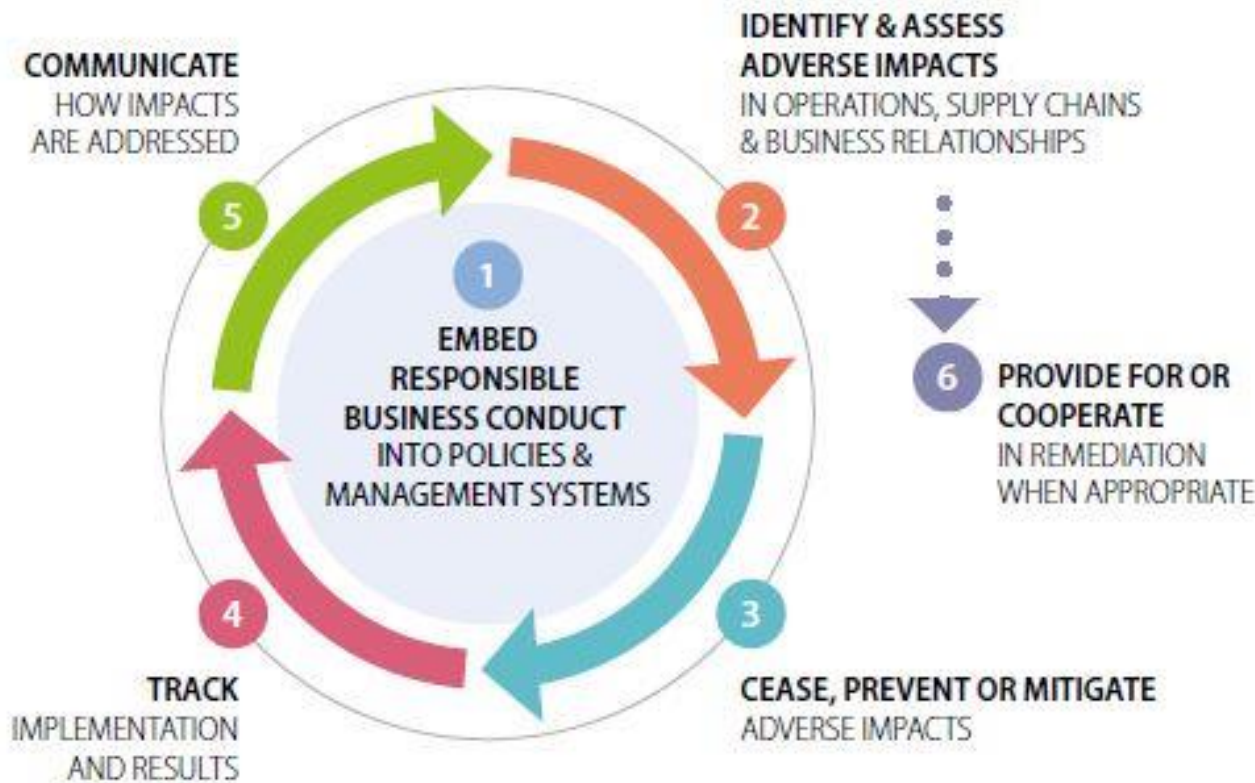 1
EMBED
RESPONSIBLE
BUSINESS CONDUCT
INTO POLICIES &
MANAGEMENT SYSTEMS
2
IDENTIFY & ASSESS
ADVERSE IMPACTS
IN OPERATIONS, SUPPLY CHAINS
& BUSINESS RELATIONSHIPS
3
CEASE, PREVENT OR MITIGATE
ADVERSE IMPACTS
4
TRACK
IMPLEMENTATION
AND RESULTS
5
COMMUNICATE
HOW IMPACTS
ARE ADDRESSED
6
PROVIDE FOR OR
COOPERATE
IN REMEDIATION
WHEN APPROPRIATE